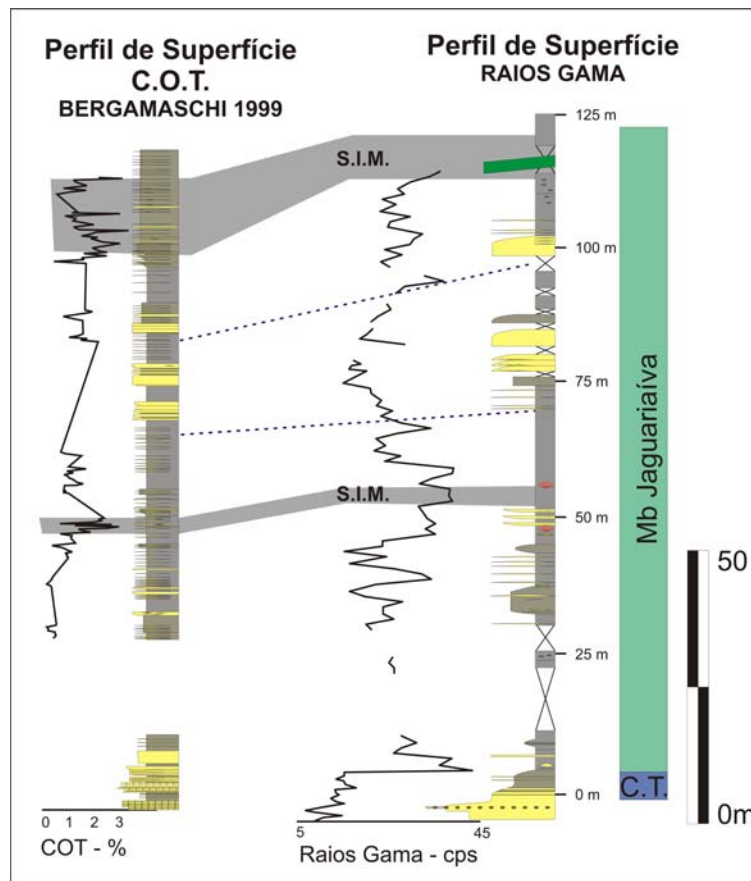 Perfil de Superfície
C.O.T.
BERGAMASCHI 1999
Perfil de Superfície
RAIOS GAMA
125 m
S.I.M.
100 m
75 m
S.I.M.
50 m
25 m
0 m
Mb Jaguariaíva
C.T.
50
0m
0 1 2 3
COT - %
5 45
Raios Gama - cps